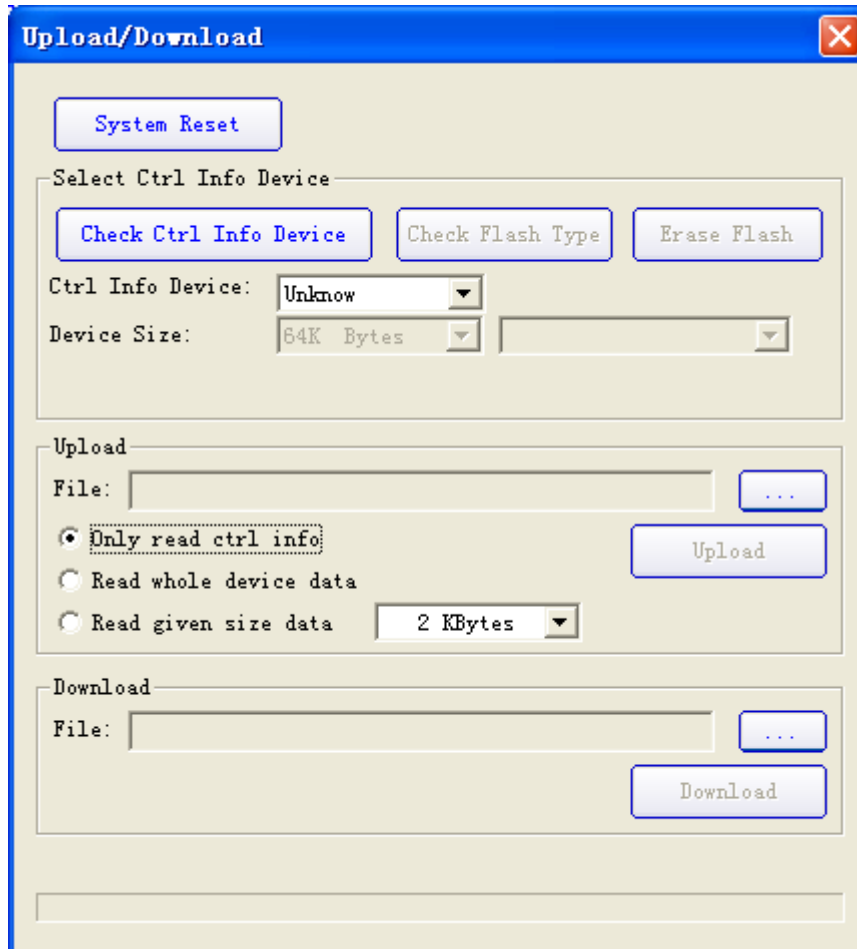 Upload/Download
System Reset
Select Ctrl Info Device
Check Ctrl Info Device Check Flash Type Erase Flash
Ctrl Info Device: Unknow
Device Size: 64K Bytes
Upload
File: ...
Only read ctrl info
Upload
Read whole device data
Read given size data 2 KBytes
Download
File: ...
Download